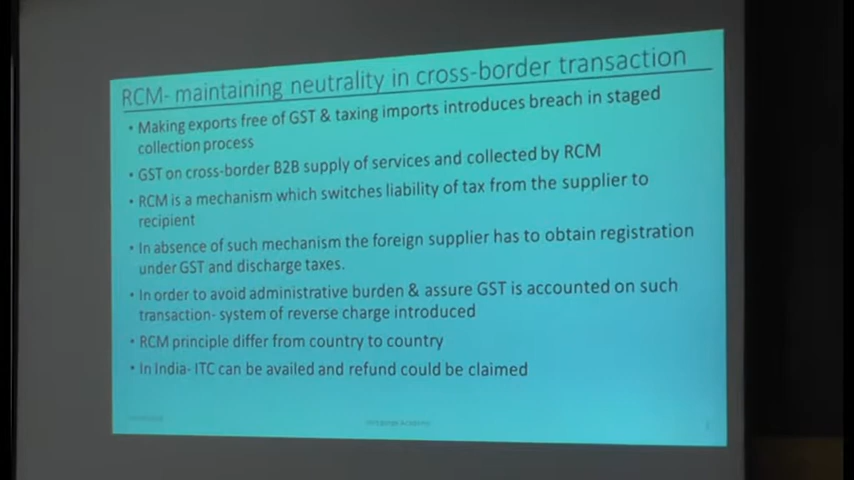 RCM- maintaining neutrality in cross-border transaction
• Making exports free of GST & taxing imports introduces breach in staged
collection process
• GST on cross-border B2B supply of services and collected by RCM
• RCM is a mechanism which switches liability of tax from the supplier to
recipient
• In absence of such mechanism the foreign supplier has to obtain registration
under GST and discharge taxes.
• In order to avoid administrative burden & assure GST is accounted on such
transaction- system of reverse charge introduced
• RCM principle differ from country to country
• In India- ITC can be availed and refund could be claimed
Academy